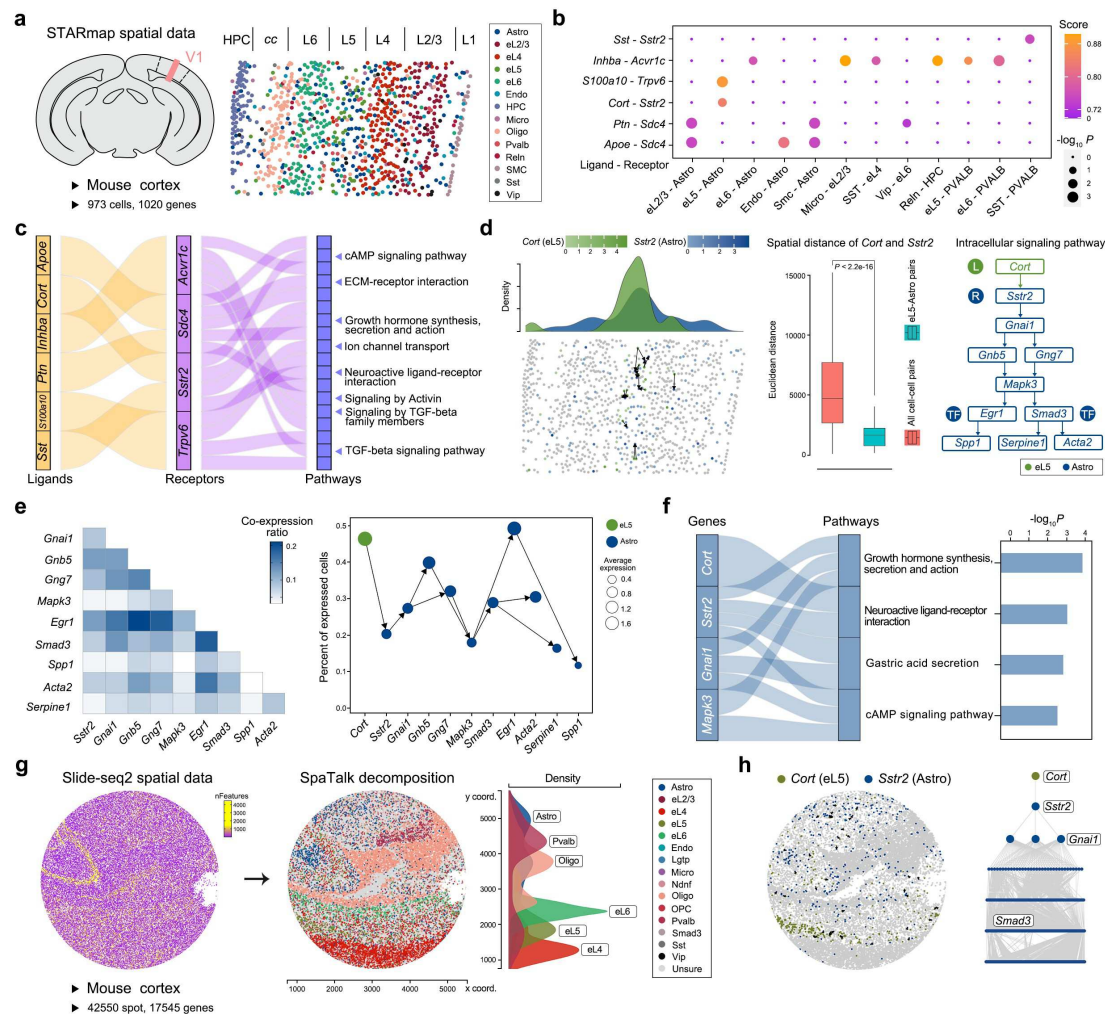 a
STARmap spatial data
V1
Mouse cortex
973 cells, 1020 genes
HPC cc L6 L5 L4 L2/3 L1
Astro
eL2/3
eL4
eL5
eL6
Endo
HPC
Micro
Oligo
Pvalb
Reln
SMC
Sst
Vip
b
Sst - Sstr2
Inhba - Acvr1c
S100a10 - Trpv6
Cort - Sstr2
Ptn - Sdc4
Apoe - Sdc4
Ligand - Receptor
eL2/3 - Astro
eL5 - Astro
eL6 - Astro
Endo - Astro
Smc - Astro
Micro - eL2/3
SST - eL4
Vip - eL6
Reln - HPC
eL5 - PVALB
eL6 - PVALB
SST - PVALB
Score
0.88
0.80
0.72
0
-log10 P
0
1
2
3
c
Apoe
Cort
Inhba
Ptn
S100a10
Sst
Ligands
Acvr1c
Sdc4
Sstr2
Trpv6
Receptors
Pathways
cAMP signaling pathway
ECM-receptor interaction
Growth hormone synthesis,
secretion and action
Ion channel transport
Neuroactive ligand-receptor
interaction
Signaling by Activin
Signaling by TGF-beta
family members
TGF-beta signaling pathway
d
Cort (eL5)
0 1 2 3 4
Sstr2 (Astro)
0 1 2 3
Density
Spatial distance of Cort and Sstr2
P < 2.2e-16
15000
10000
5000
0
Euclidean distance
eL5-Astro pairs
All cell-cell pairs
Intracellular signaling pathway
L
Cort
R
Sstr2
Gnai1
Gnb5
Gng7
Mapk3
TF
Egr1
Smad3
TF
Spp1
Serpine1
Acta2
eL5
Astro
e
Gnai1
Gnb5
Gng7
Mapk3
Egr1
Smad3
Spp1
Acta2
Serpine1
Sstr2
Gnai1
Gnb5
Gng7
Mapk3
Egr1
Smad3
Spp1
Acta2
Co-expression
ratio
0.2
0.1
Percent of expressed cells
0.5
0.4
0.3
0.2
0.1
0.0
Cort
Sstr2
Gnai1
Gnb5
Gng7
Mapk3
Smad3
Egr1
Acta2
Serpine1
Spp1
eL5
Astro
Average
expression
0.4
0.8
1.2
1.6
f
Genes
Pathways
Cort
Sstr2
Gnai1
Mapk3
Growth hormone synthesis,
secretion and action
Neuroactive ligand-receptor
interaction
Gastric acid secretion
cAMP signaling pathway
-log10P
0 1 2 3 4
g
Slide-seq2 spatial data
nFeatures
4000
3000
2000
1000
Mouse cortex
42550 spot, 17545 genes
SpaTalk decomposition
Density
y coord.
5000
4000
3000
2000
1000
1000 2000 3000 4000 5000 x coord.
Astro
Pvalb
Oligo
eL6
eL5
eL4
Astro
eL2/3
eL4
eL5
eL6
Endo
Lgtp
Micro
Ndnf
Oligo
OPC
Pvalb
Smad3
Sst
Vip
Unsure
h
Cort (eL5)
Sstr2 (Astro)
Cort
Sstr2
Gnai1
Smad3